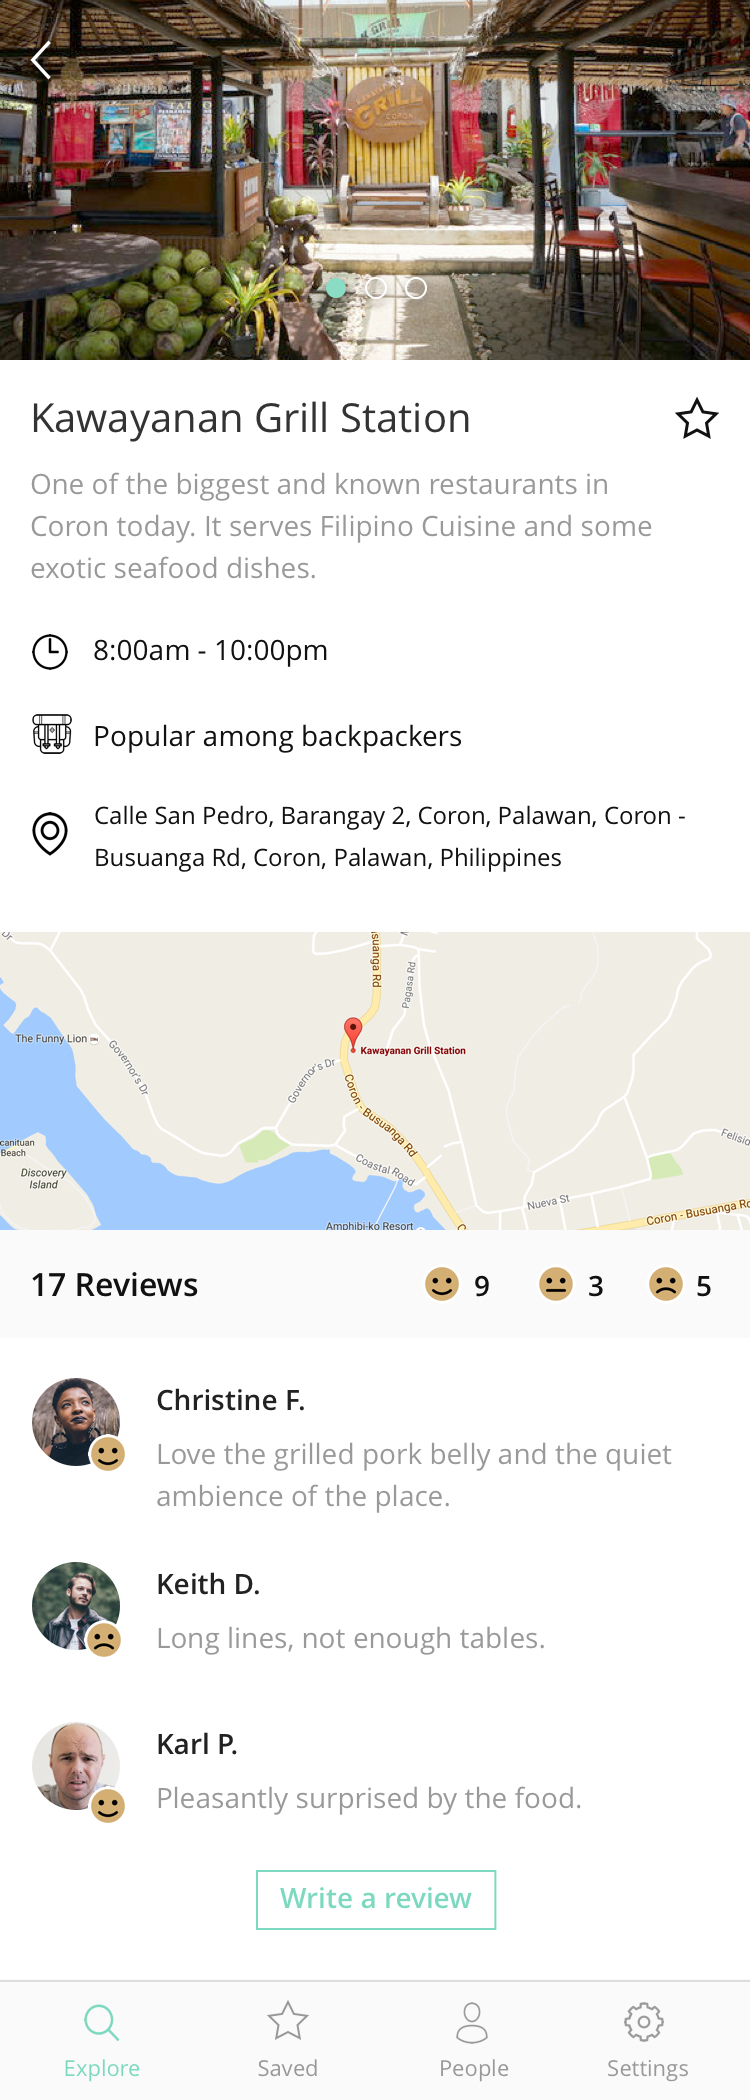 GRILL
GRILL
CORON
Kawayanan Grill Station
One of the biggest and known restaurants in
Coron today. It serves Filipino Cuisine and some
exotic seafood dishes.
8:00am - 10:00pm
Popular among backpackers
Calle San Pedro, Barangay 2, Coron, Palawan, Coron -
Busuanga Rd, Coron, Palawan, Philippines
suanga Rd
Pagasa Rd
The Funny Lion
Kawayanan Grill Station
Governor's Dr
Governor's Dr
Coron - Busuanga Rd
canituan
Beach
Discovery
Island
Coastal Road
Felisid
Nueva St
Coron - Busuanga Rd
Amphibi-ko Resort
17 Reviews
9
3
5
Christine F.
Love the grilled pork belly and the quiet
ambience of the place.
Keith D.
Long lines, not enough tables.
Karl P.
Pleasantly surprised by the food.
Write a review
Explore
Saved
People
Settings